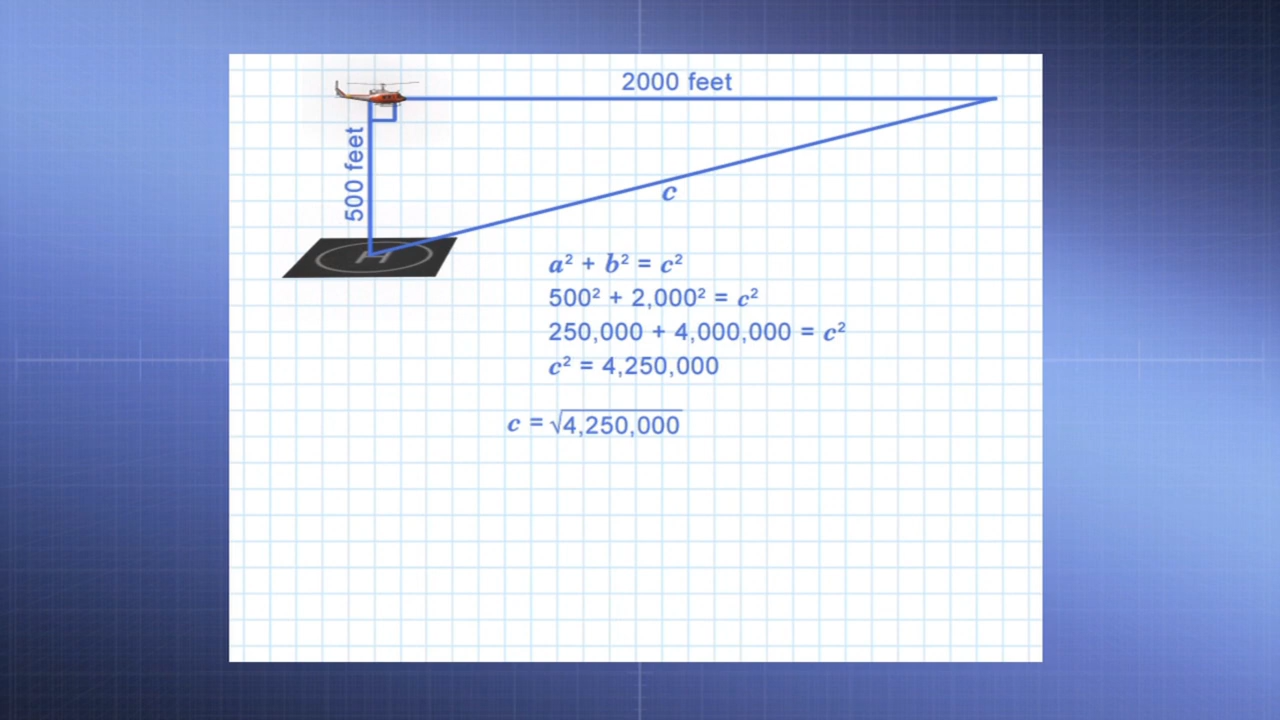 2000 feet
500 feet
c
H
a² + b² = c²
500² + 2,000² = c²
250,000 + 4,000,000 = c²
c² = 4,250,000
c = √4,250,000